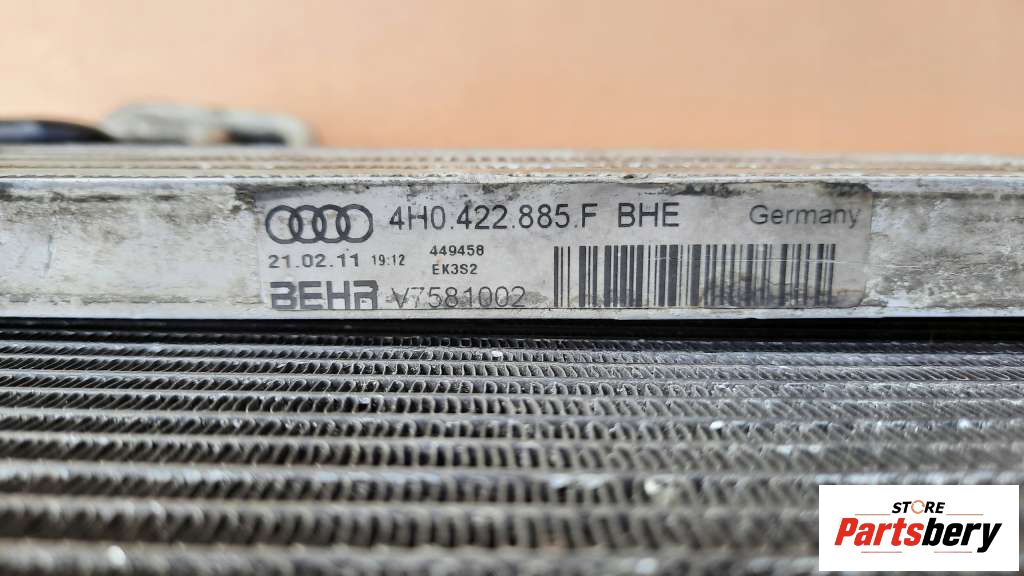 4H0.422.885.F BHE Germany
21.02.11 19:12 449458
EK3S2
BEHR V7581002
STORE
Partsbery